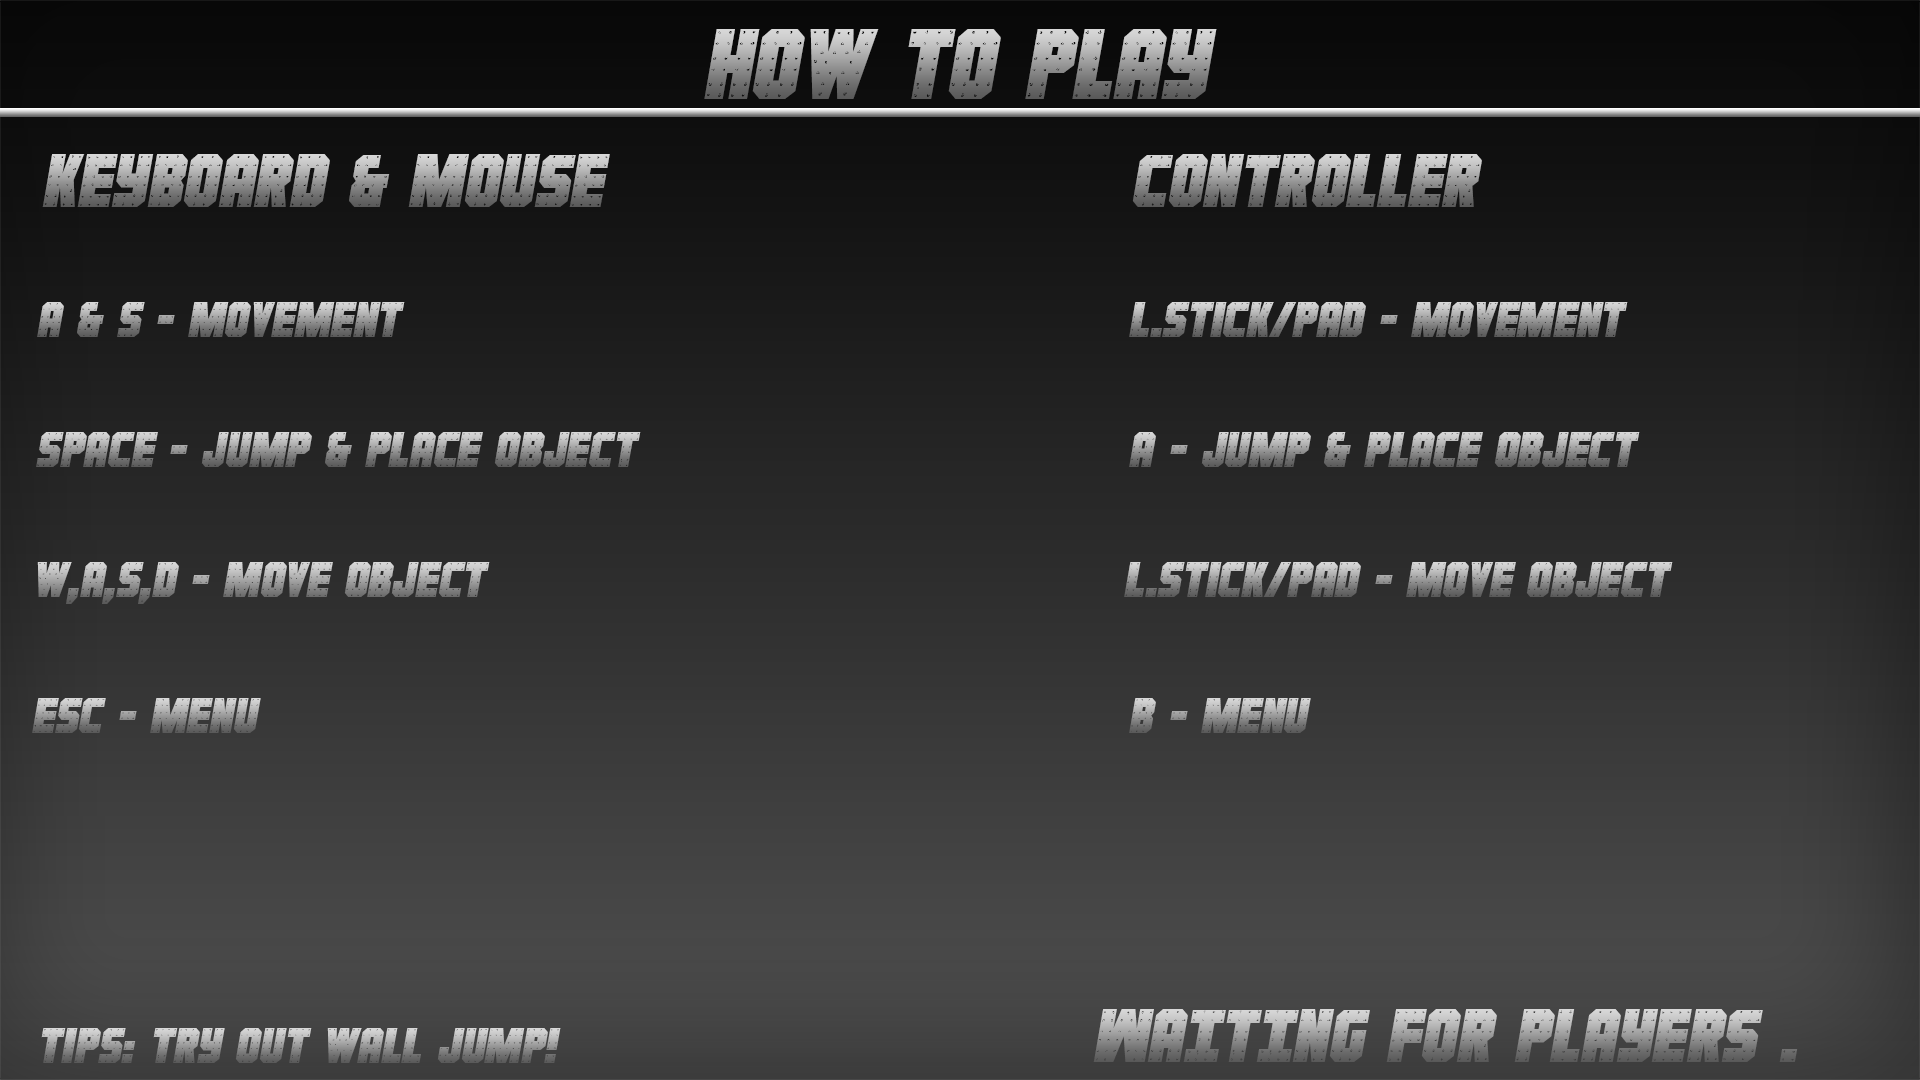 HOW TO PLAY
KEYBOARD & MOUSE
A & S - MOVEMENT
SPACE - JUMP & PLACE OBJECT
W,A,S,D - MOVE OBJECT
ESC - MENU
CONTROLLER
L.STICK/PAD - MOVEMENT
A - JUMP & PLACE OBJECT
L.STICK/PAD - MOVE OBJECT
B - MENU
TIPS: TRY OUT WALL JUMP!
WAITING FOR PLAYERS .